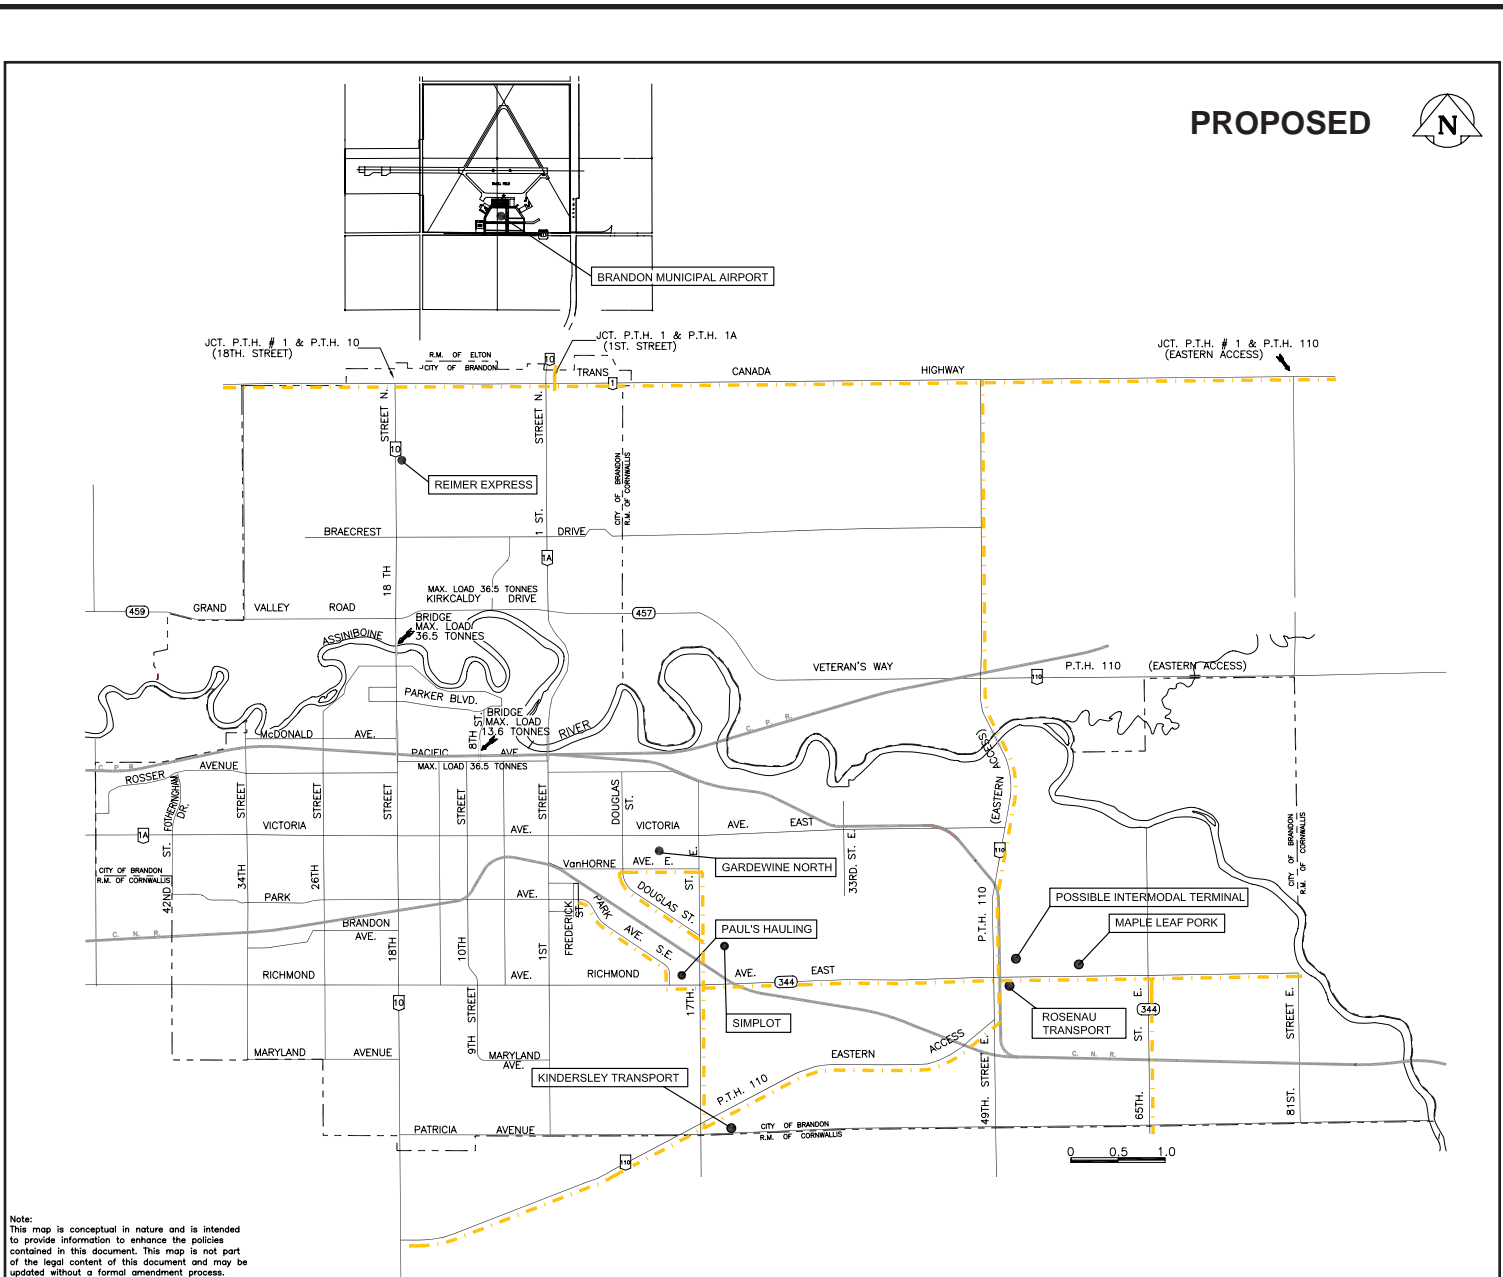 PROPOSED
N
BRANDON MUNICIPAL AIRPORT
JCT. P.T.H. # 1 & P.T.H. 10
(18TH. STREET)
R.M. OF ELTON
CITY OF BRANDON
10
JCT. P.T.H. 1 & P.T.H. 1A
(1ST. STREET)
JCT. P.T.H. # 1 & P.T.H. 110
(EASTERN ACCESS)
TRANS
1
CANADA
HIGHWAY
STREET N.
STREET N.
10
REIMER EXPRESS
CITY OF BRANDON
R.M. OF CORNWALLIS
BRAECREST
1 ST.
DRIVE
1A
18 TH
MAX. LOAD 36.5 TONNES
KIRKCALDY DRIVE
459
GRAND VALLEY ROAD
457
BRIDGE
MAX. LOAD
36.5 TONNES
ASSINIBOINE
VETERAN'S WAY
P.T.H. 110
(EASTERN ACCESS)
110
PARKER BLVD.
BRIDGE
MAX. LOAD
13.6 TONNES
8TH ST.
RIVER
C. P. R.
McDONALD AVE.
PACIFIC AVE.
MAX. LOAD 36.5 TONNES
C. P. R.
ROSSER AVENUE
FOTHERINGHAM
DR.
STREET
STREET
STREET
STREET
STREET
DOUGLAS
ST.
(EASTERN ACCESS)
1A
VICTORIA
AVE.
VICTORIA AVE. EAST
110
CITY OF BRANDON
R.M. OF CORNWALLIS
GARDEWINE NORTH
VanHORNE AVE. E.
CITY OF BRANDON
R.M. OF CORNWALLIS
42ND ST.
34TH
26TH
PARK
AVE.
ST. E.
33RD. ST. E.
DOUGLAS ST.
PARK AVE. S.E.
FREDERICK
ST.
POSSIBLE INTERMODAL TERMINAL
MAPLE LEAF PORK
P.T.H. 110
PAUL'S HAULING
C. N. R.
BRANDON
AVE.
18TH
10TH
1ST
RICHMOND
AVE.
RICHMOND
AVE. EAST
344
10
9TH STREET
17TH.
SIMPLOT
ROSENAU
TRANSPORT
ST. E.
344
STREET E.
MARYLAND AVENUE
MARYLAND
AVE.
EASTERN ACCESS
C. N. R.
KINDERSLEY TRANSPORT
P.T.H. 110
49TH. STREET E.
65TH.
81ST.
PATRICIA AVENUE
CITY OF BRANDON
R.M. OF CORNWALLIS
110
0 0.5 1.0
Note:
This map is conceptual in nature and is intended
to provide information to enhance the policies
contained in this document. This map is not part
of the legal content of this document and may be
updated without a formal amendment process.